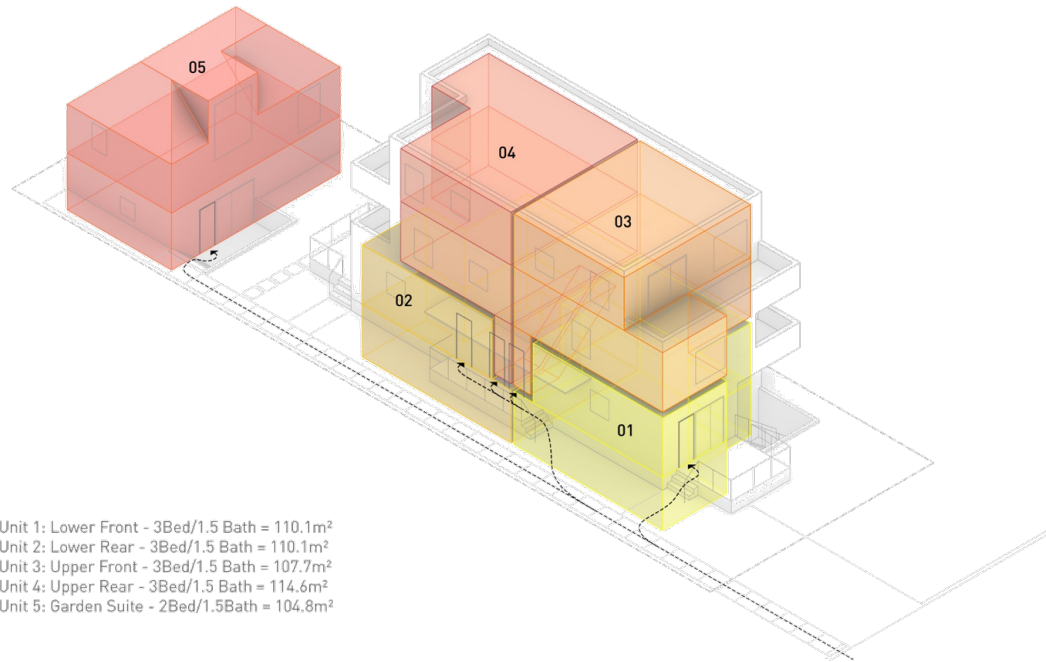 05
04
03
02
01
Unit 1: Lower Front - 3Bed/1.5 Bath = 110.1m²
Unit 2: Lower Rear - 3Bed/1.5 Bath = 110.1m²
Unit 3: Upper Front - 3Bed/1.5 Bath = 107.7m²
Unit 4: Upper Rear - 3Bed/1.5 Bath = 114.6m²
Unit 5: Garden Suite - 2Bed/1.5Bath = 104.8m²